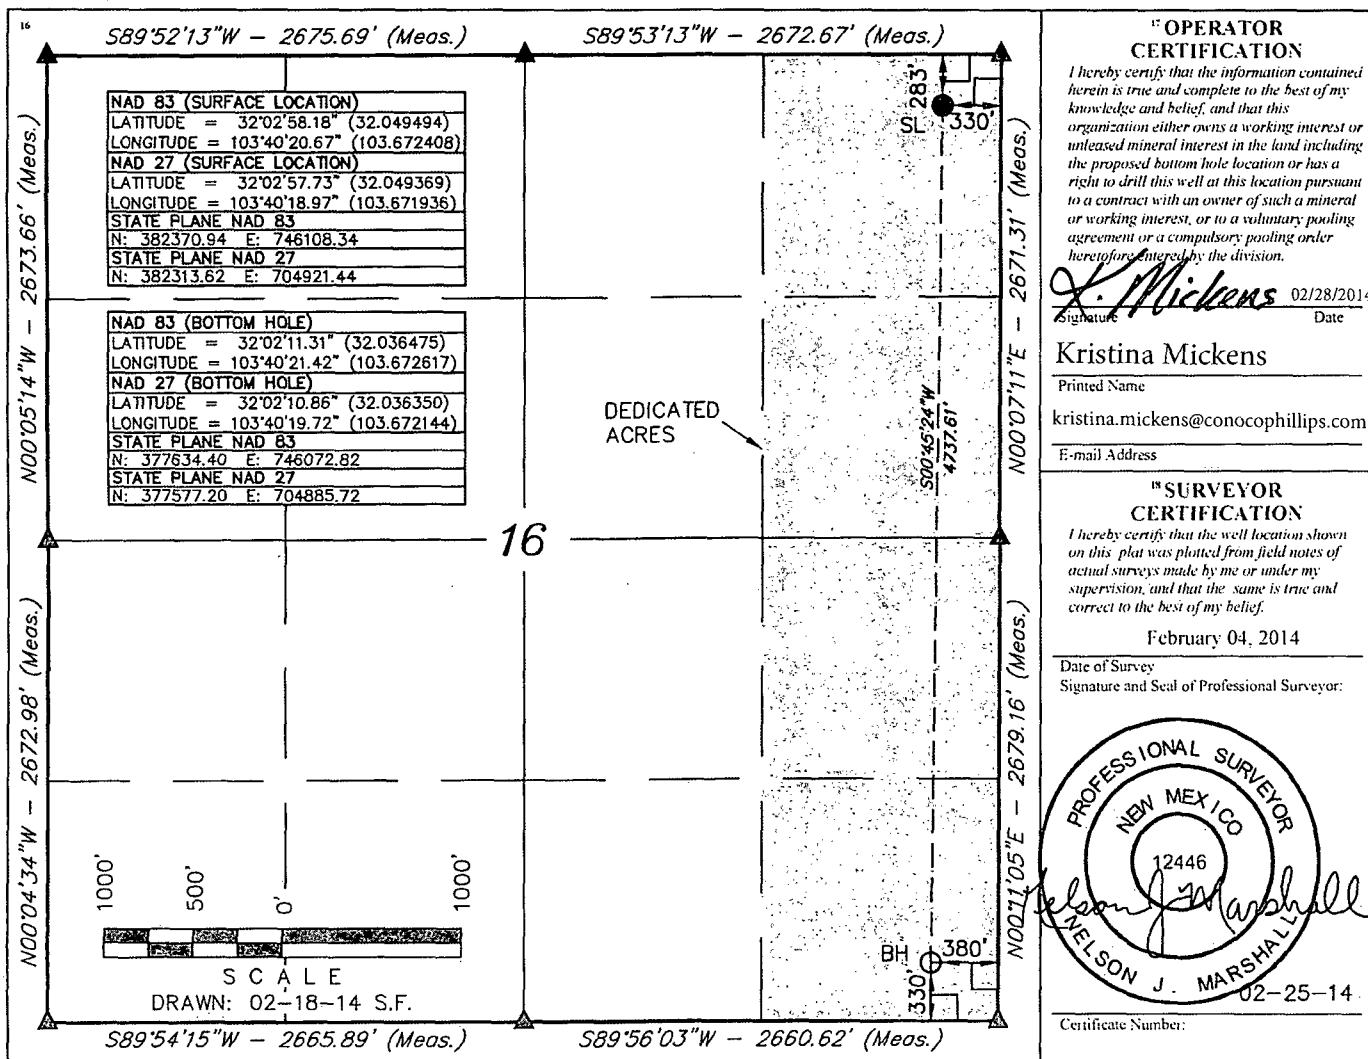 16
S89°52'13"W – 2675.69' (Meas.)
S89°53'13"W – 2672.67' (Meas.)
N00°05'14"W – 2673.66' (Meas.)
N00°04'34"W – 2672.98' (Meas.)
NAD 83 (SURFACE LOCATION)
LATITUDE = 32°02'58.18" (32.049494)
LONGITUDE = 103°40'20.67" (103.672408)
NAD 27 (SURFACE LOCATION)
LATITUDE = 32°02'57.73" (32.049369)
LONGITUDE = 103°40'18.97" (103.671936)
STATE PLANE NAD 83
N: 382370.94 E: 746108.34
STATE PLANE NAD 27
N: 382313.62 E: 704921.44
NAD 83 (BOTTOM HOLE)
LATITUDE = 32°02'11.31" (32.036475)
LONGITUDE = 103°40'21.42" (103.672617)
NAD 27 (BOTTOM HOLE)
LATITUDE = 32°02'10.86" (32.036350)
LONGITUDE = 103°40'19.72" (103.672144)
STATE PLANE NAD 83
N: 377634.40 E: 746072.82
STATE PLANE NAD 27
N: 377577.20 E: 704885.72
283'
SL
330'
DEDICATED
ACRES
S00°45'24"W
4737.61'
N00°07'11"E – 2671.31' (Meas.)
16
N00°11'05"E – 2679.16' (Meas.)
BH
380'
330'
1000'
500'
0'
1000'
SCALE
DRAWN: 02-18-14 S.F.
S89°54'15"W – 2665.89' (Meas.)
S89°56'03"W – 2660.62' (Meas.)
17 OPERATOR
CERTIFICATION
I hereby certify that the information contained
herein is true and complete to the best of my
knowledge and belief, and that this
organization either owns a working interest or
unleased mineral interest in the land including
the proposed bottom hole location or has a
right to drill this well at this location pursuant
to a contract with an owner of such a mineral
or working interest, or to a voluntary pooling
agreement or a compulsory pooling order
heretofore entered by the division.
K. Mickens 02/28/2014
Signature Date
Kristina Mickens
Printed Name
kristina.mickens@conocophillips.com
E-mail Address
18 SURVEYOR
CERTIFICATION
I hereby certify that the well location shown
on this plat was plotted from field notes of
actual surveys made by me or under my
supervision, and that the same is true and
correct to the best of my belief.
February 04, 2014
Date of Survey
Signature and Seal of Professional Surveyor:
PROFESSIONAL SURVEYOR
NEW MEXICO
12446
Nelson J Marshall
NELSON J. MARSHALL
02-25-14
Certificate Number: